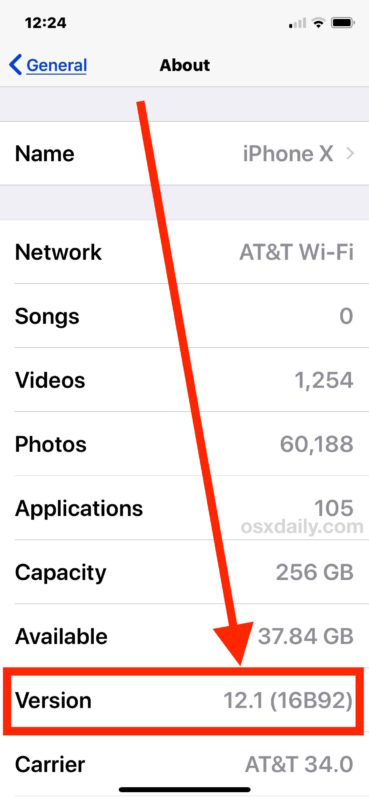 12:24
General
About
Name iPhone X
Network AT&T Wi-Fi
Songs 0
Videos 1,254
Photos 60,188
Applications 105
osxdaily.com
Capacity 256 GB
Available 37.84 GB
Version 12.1 (16B92)
Carrier AT&T 34.0